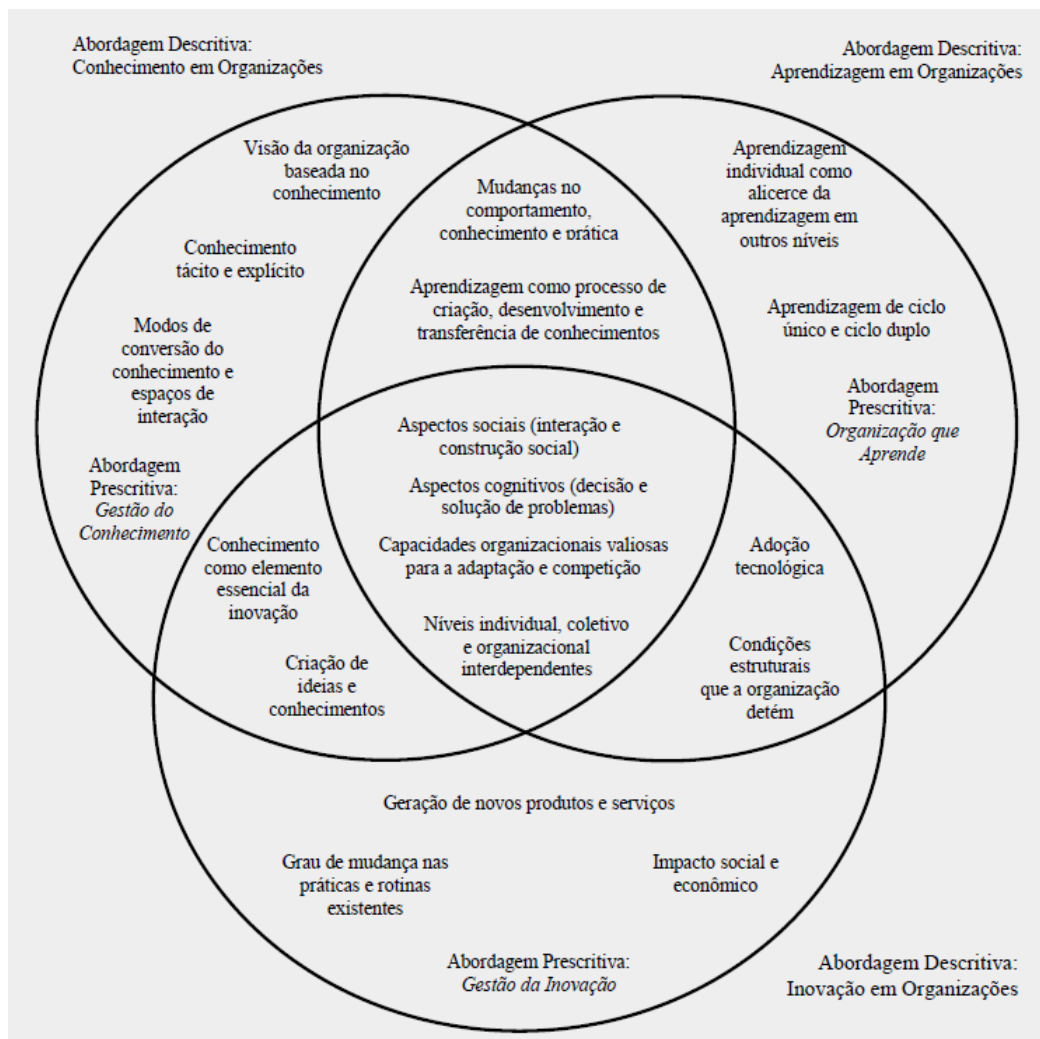 Abordagem Descritiva:
Conhecimento em Organizações
Abordagem Descritiva:
Aprendizagem em Organizações
Visão da organização
baseada no
conhecimento
Conhecimento
tácito e explícito
Modos de
conversão do
conhecimento e
espaços de
interação
Abordagem
Prescritiva:
Gestão do
Conhecimento
Mudanças no
comportamento,
conhecimento e prática
Aprendizagem como processo de
criação, desenvolvimento e
transferência de conhecimentos
Aprendizagem
individual como
alicerce da
aprendizagem em
outros níveis
Aprendizagem de ciclo
único e ciclo duplo
Abordagem
Prescritiva:
Organização que
Aprende
Aspectos sociais (interação e
construção social)
Aspectos cognitivos (decisão e
solução de problemas)
Capacidades organizacionais valiosas
para a adaptação e competição
Níveis individual, coletivo
e organizacional
interdependentes
Conhecimento
como elemento
essencial da
inovação
Criação de
ideias e
conhecimentos
Adoção
tecnológica
Condições
estruturais
que a organização
detém
Geração de novos produtos e serviços
Grau de mudança nas
práticas e rotinas
existentes
Impacto social e
econômico
Abordagem Prescritiva:
Gestão da Inovação
Abordagem Descritiva:
Inovação em Organizações